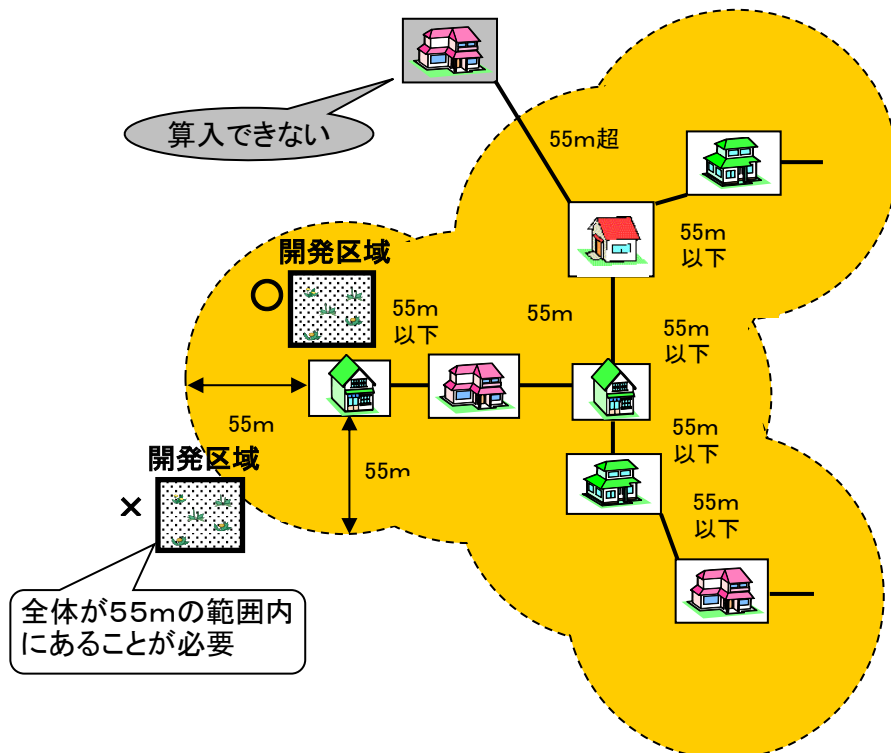 算入できない
55m超
55m
以下
開発区域
○
55m
以下
55m
55m
以下
55m
55m
以下
開発区域
55m
×
55m
以下
全体が55mの範囲内
にあることが必要